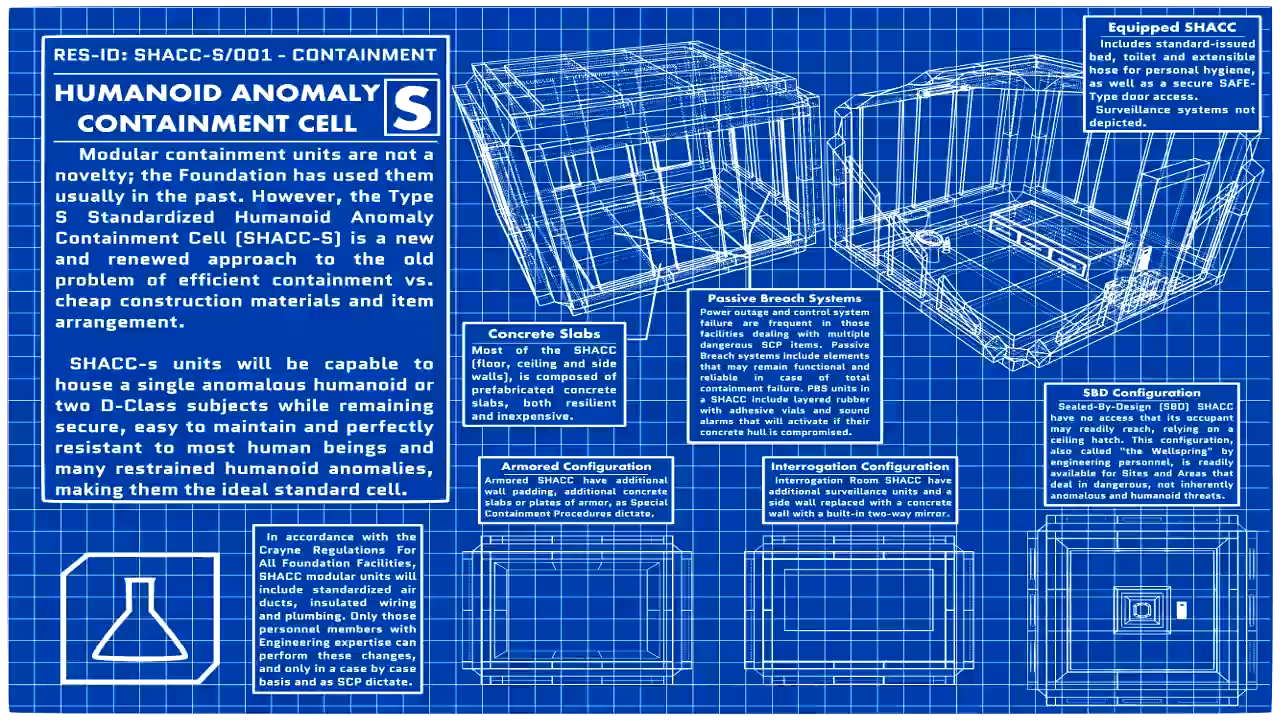 RES-ID: SHACC-S/001 - CONTAINMENT
HUMANOID ANOMALY
CONTAINMENT CELL
S
Modular containment units are not a
novelty; the Foundation has used them
usually in the past. However, the Type
S Standardized Humanoid Anomaly
Containment Cell (SHACC-S) is a new
and renewed approach to the old
problem of efficient containment vs.
cheap construction materials and item
arrangement.
SHACC-s units will be capable to
house a single anomalous humanoid or
two D-Class subjects while remaining
secure, easy to maintain and perfectly
resistant to most human beings and
many restrained humanoid anomalies,
making them the ideal standard cell.
In accordance with the
Crayne Regulations For
All Foundation Facilities,
SHACC modular units will
include standardized air
ducts, insulated wiring
and plumbing. Only those
personnel members with
Engineering expertise can
perform these changes,
and only in a case by case
basis and as SCP dictate.
Concrete Slabs
Most of the SHACC
(floor, ceiling and side
walls), is composed of
prefabricated concrete
slabs, both resilient
and inexpensive.
Passive Breach Systems
Power outage and control system
failure are frequent in those
facilities dealing with multiple
dangerous SCP items. Passive
Breach systems include elements
that may remain functional and
reliable in case of total
containment failure. PBS units in
a SHACC include layered rubber
with adhesive vials and sound
alarms that will activate if their
concrete hull is compromised.
Equipped SHACC
Includes standard-issued
bed, toilet and extensible
hose for personal hygiene,
as well as a secure SAFE-
Type door access.
Surveillance systems not
depicted.
Armored Configuration
Armored SHACC have additional
wall padding, additional concrete
slabs or plates of armor, as Special
Containment Procedures dictate.
Interrogation Configuration
Interrogation Room SHACC have
additional surveillance units and a
side wall replaced with a concrete
wall with a built-in two-way mirror.
SBD Configuration
Sealed-By-Design (SBD) SHACC
have no access that its occupant
may readily reach, relying on a
ceiling hatch. This configuration,
also called "the Wellspring" by
engineering personnel, is readily
available for Sites and Areas that
deal in dangerous, not inherently
anomalous and humanoid threats.